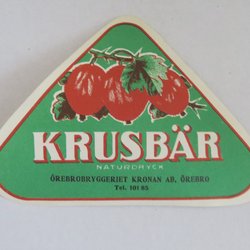 KRUSBÄR
NATURDRYCK
ÖREBROBRYGGERIET KRONAN AB, ÖREBRO
Tel. 101 85